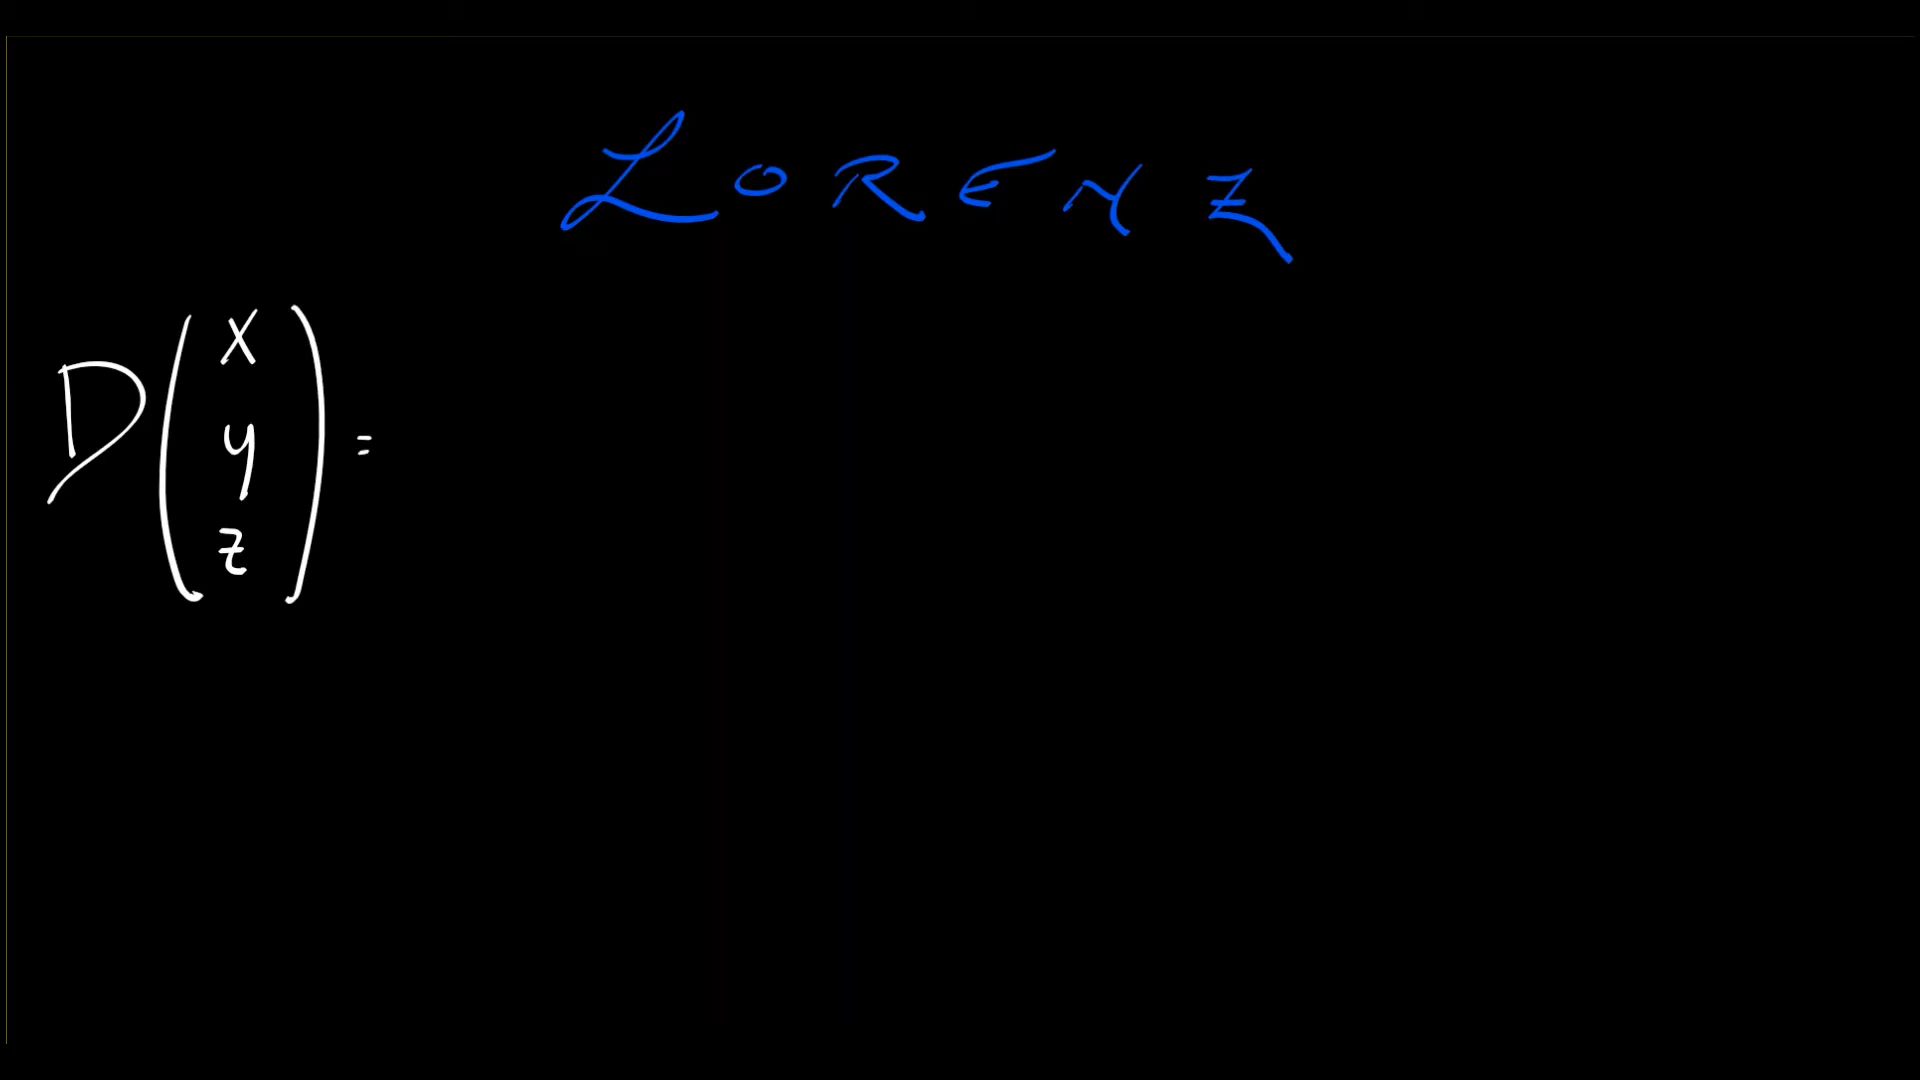 LORENZ
D(x
y
z) =